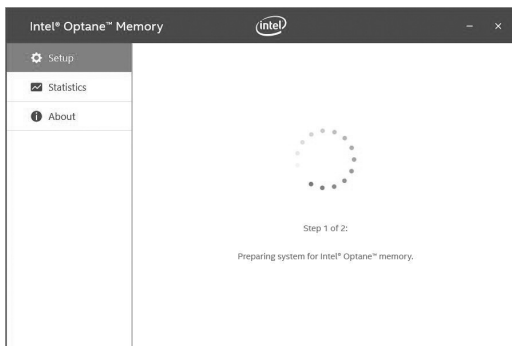 Intel® Optane™ Memory
intel
Setup
Statistics
About
Step 1 of 2:
Preparing system for Intel® Optane™ memory.